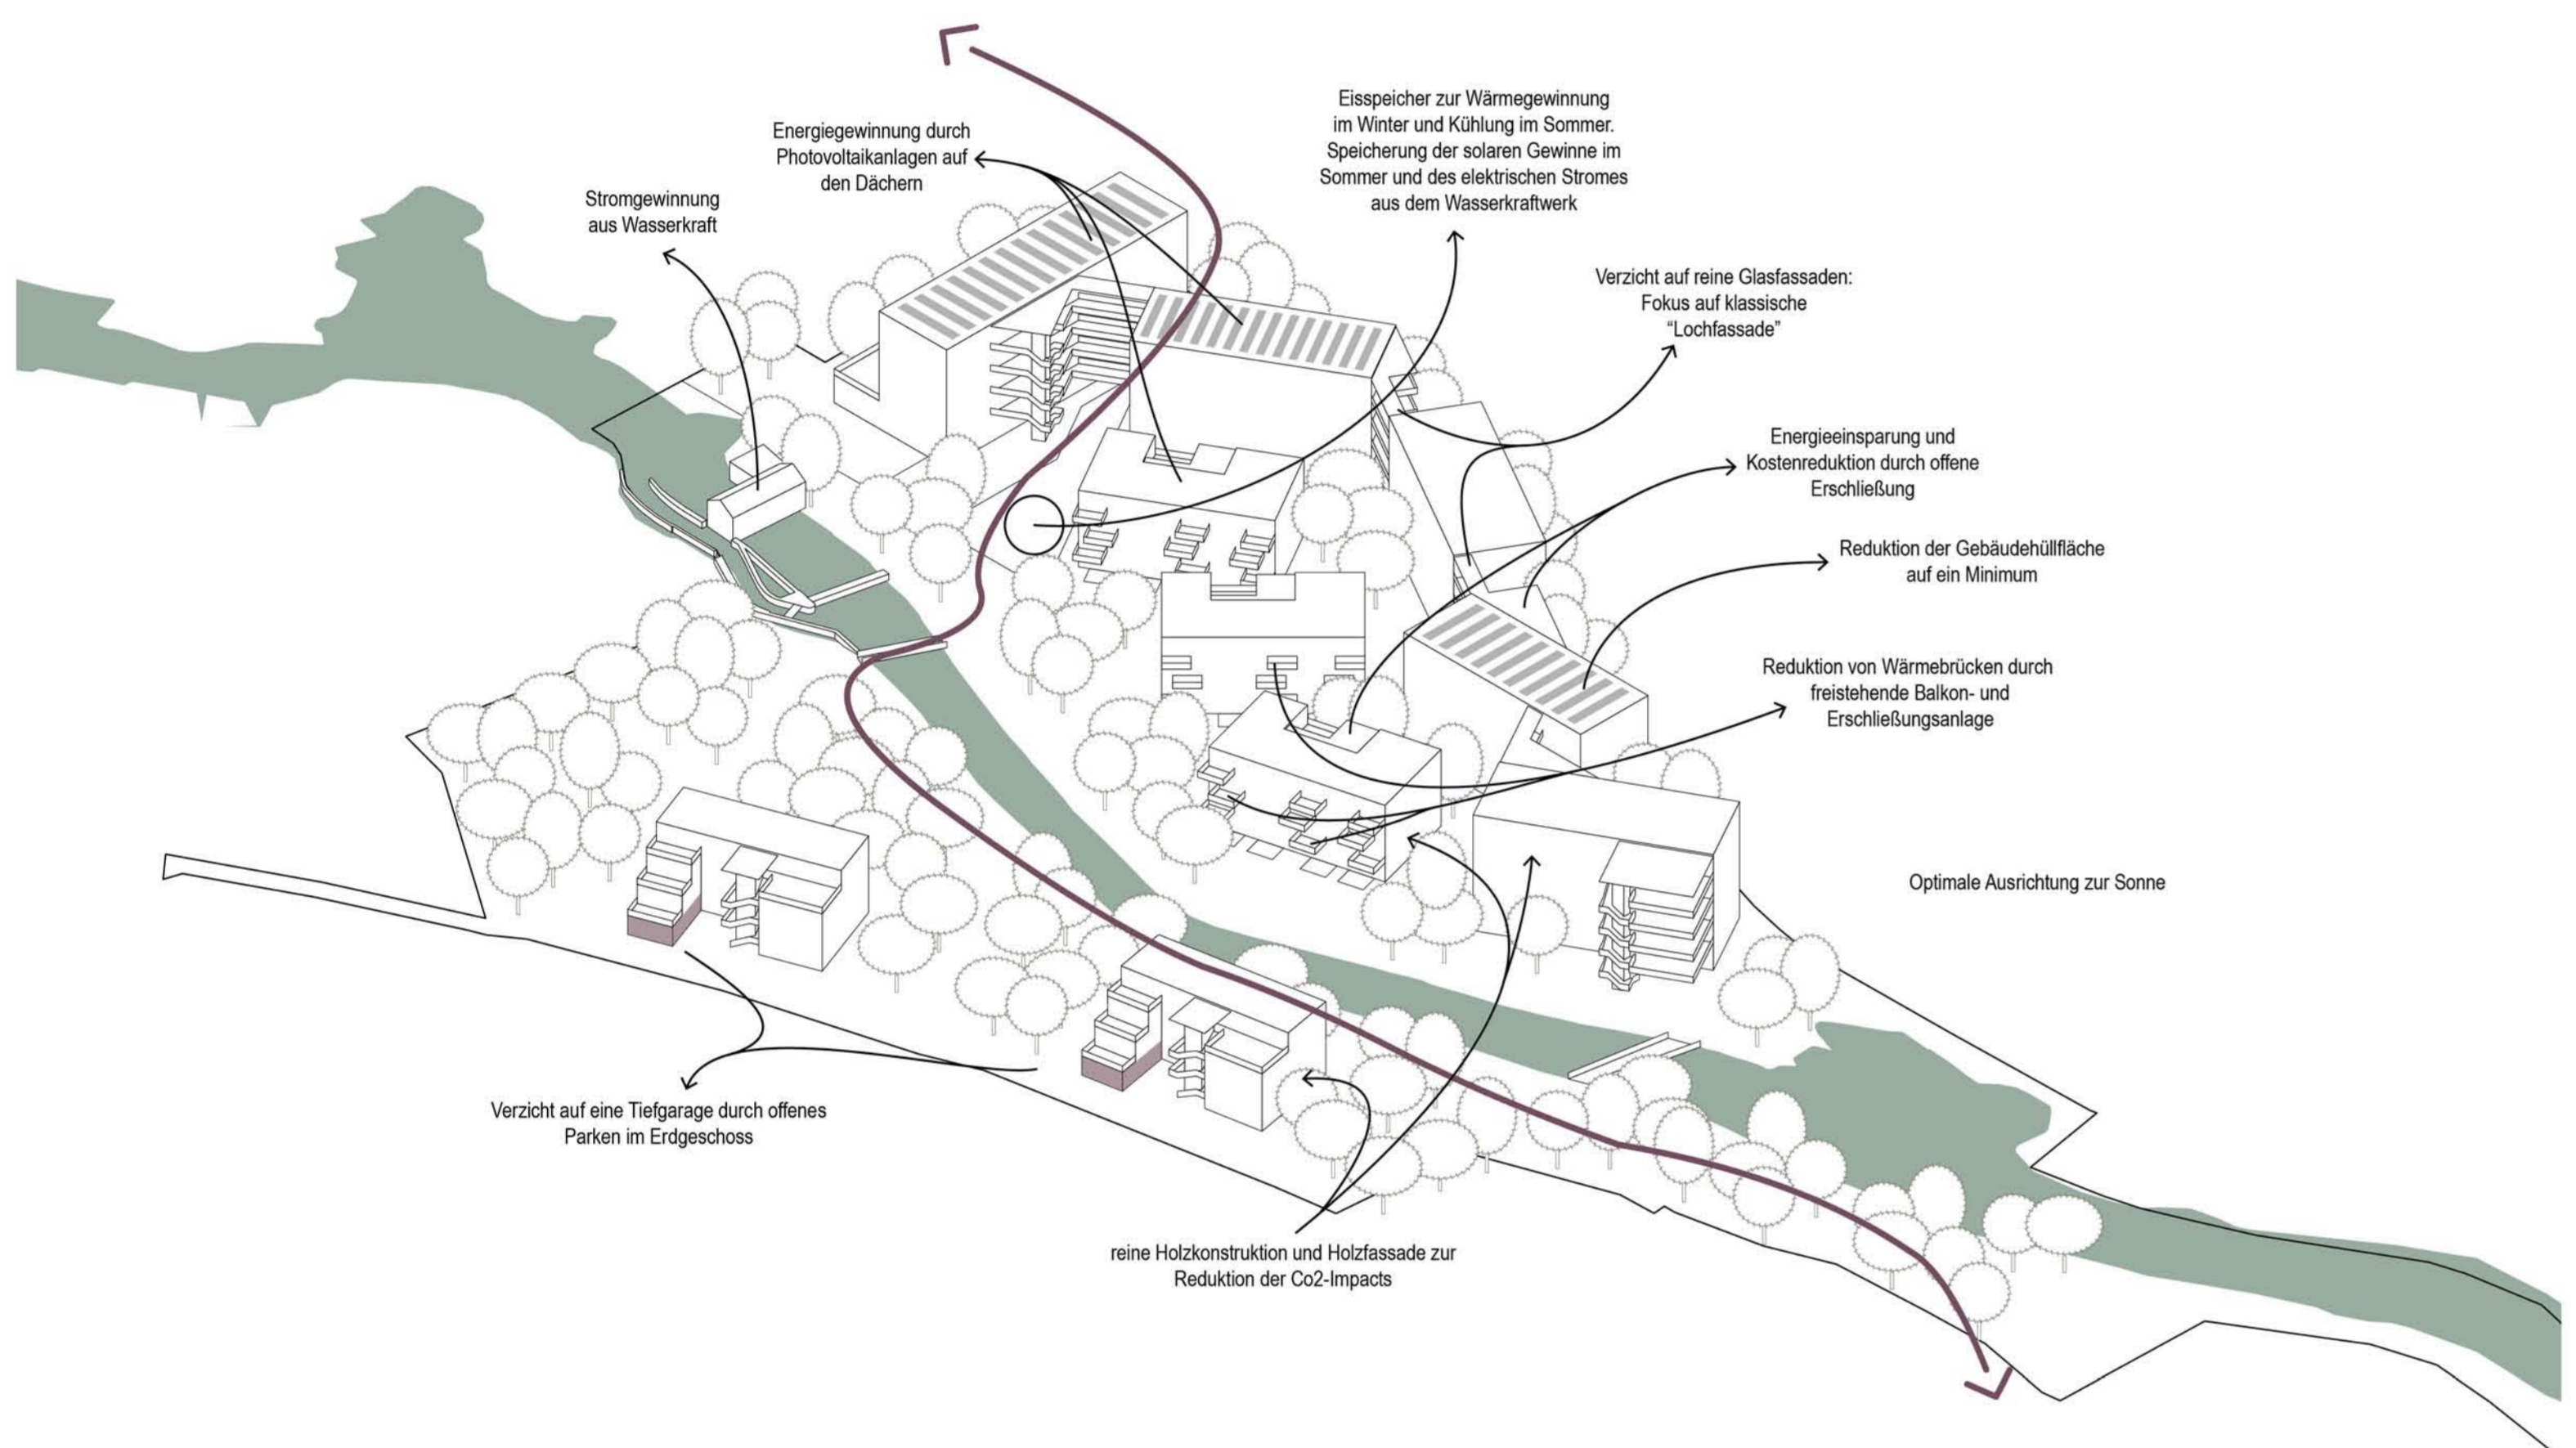 Eisspeicher zur Wärmegewinnung
im Winter und Kühlung im Sommer.
Speicherung der solaren Gewinne im
Sommer und des elektrischen Stromes
aus dem Wasserkraftwerk
Energiegewinnung durch
Photovoltaikanlagen auf
den Dächern
Stromgewinnung
aus Wasserkraft
Verzicht auf reine Glasfassaden:
Fokus auf klassische
“Lochfassade”
Energieeinsparung und
Kostenreduktion durch offene
Erschließung
Reduktion der Gebäudehüllfläche
auf ein Minimum
Reduktion von Wärmebrücken durch
freistehende Balkon- und
Erschließungsanlage
Optimale Ausrichtung zur Sonne
Verzicht auf eine Tiefgarage durch offenes
Parken im Erdgeschoss
reine Holzkonstruktion und Holzfassade zur
Reduktion der Co2-Impacts